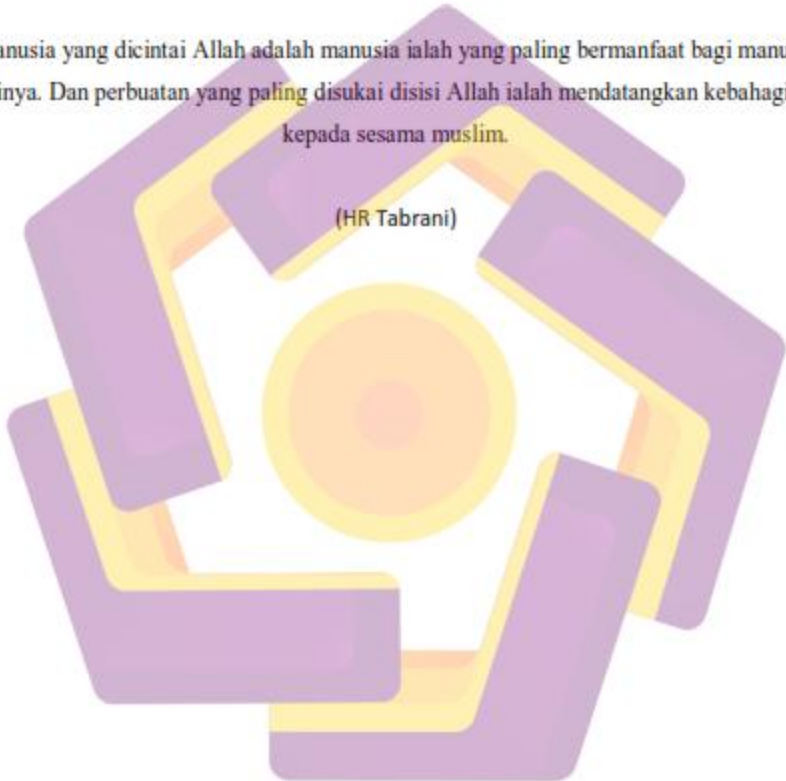 anusia yang dicintai Allah adalah manusia ialah yang paling bermanfaat bagi manu
inya. Dan perbuatan yang paling disukai disisi Allah ialah mendatangkan kebahagi
kepada sesama muslim.
(HR Tabrani)